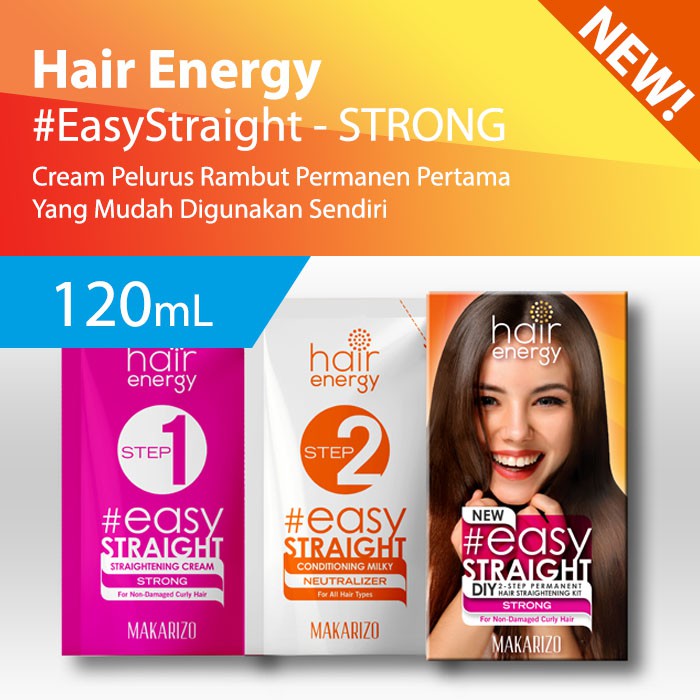 NEW!
Hair Energy
#EasyStraight - STRONG
Cream Pelurus Rambut Permanen Pertama
Yang Mudah Digunakan Sendiri
120mL
hair
energy
STEP 1
#easy
STRAIGHT
STRAIGHTENING CREAM
STRONG
For Non-Damaged Curly Hair
MAKARIZO
hair
energy
STEP 2
#easy
STRAIGHT
CONDITIONING MILKY
NEUTRALIZER
For All Hair Types
MAKARIZO
hair
energy
NEW
#easy
STRAIGHT
DIY 2-STEP PERMANENT
HAIR STRAIGHTENING KIT
STRONG
For Non-Damaged Curly Hair
MAKARIZO